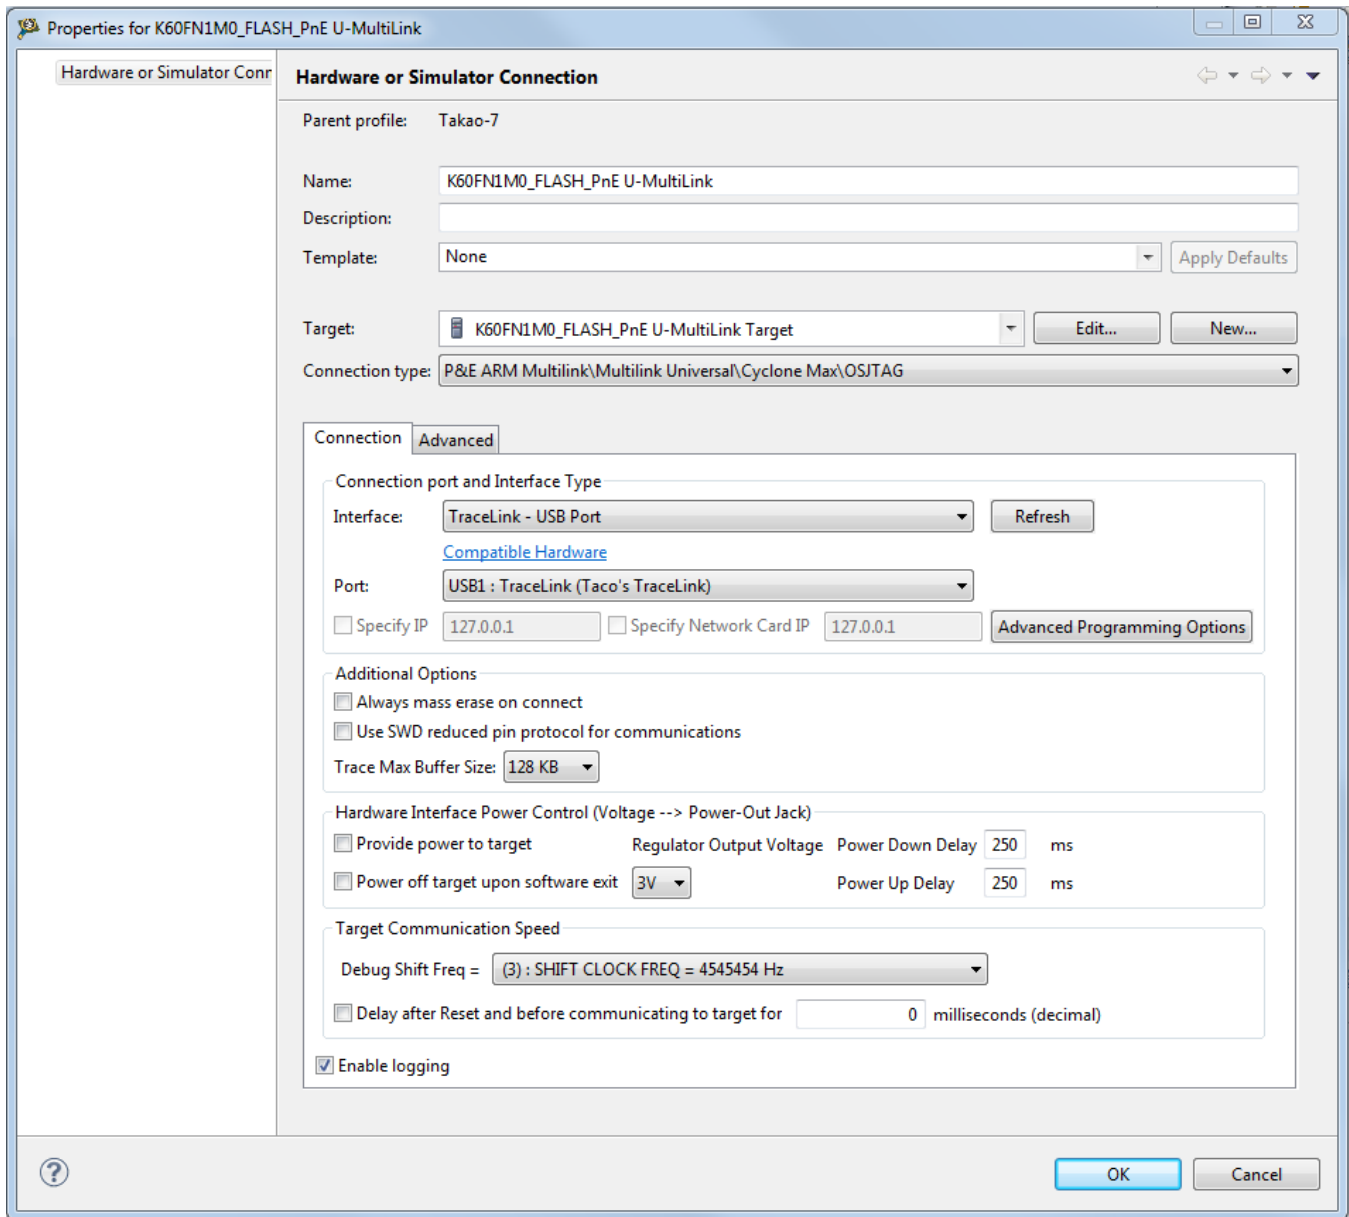 Properties for K60FN1M0_FLASH_PnE U-MultiLink
Hardware or Simulator Conr
Hardware or Simulator Connection
Parent profile: Takao-7
Name: K60FN1M0_FLASH_PnE U-MultiLink
Description:
Template: None Apply Defaults
Target: K60FN1M0_FLASH_PnE U-MultiLink Target Edit... New...
Connection type: P&E ARM Multilink\Multilink Universal\Cyclone Max\OSJTAG
Connection Advanced
Connection port and Interface Type
Interface: TraceLink - USB Port Refresh
Compatible Hardware
Port: USB1 : TraceLink (Taco's TraceLink)
Specify IP 127.0.0.1 Specify Network Card IP 127.0.0.1 Advanced Programming Options
Additional Options
Always mass erase on connect
Use SWD reduced pin protocol for communications
Trace Max Buffer Size: 128 KB
Hardware Interface Power Control (Voltage --> Power-Out Jack)
Provide power to target Regulator Output Voltage Power Down Delay 250 ms
Power off target upon software exit 3V Power Up Delay 250 ms
Target Communication Speed
Debug Shift Freq = (3) : SHIFT CLOCK FREQ = 4545454 Hz
Delay after Reset and before communicating to target for 0 milliseconds (decimal)
Enable logging
? OK Cancel